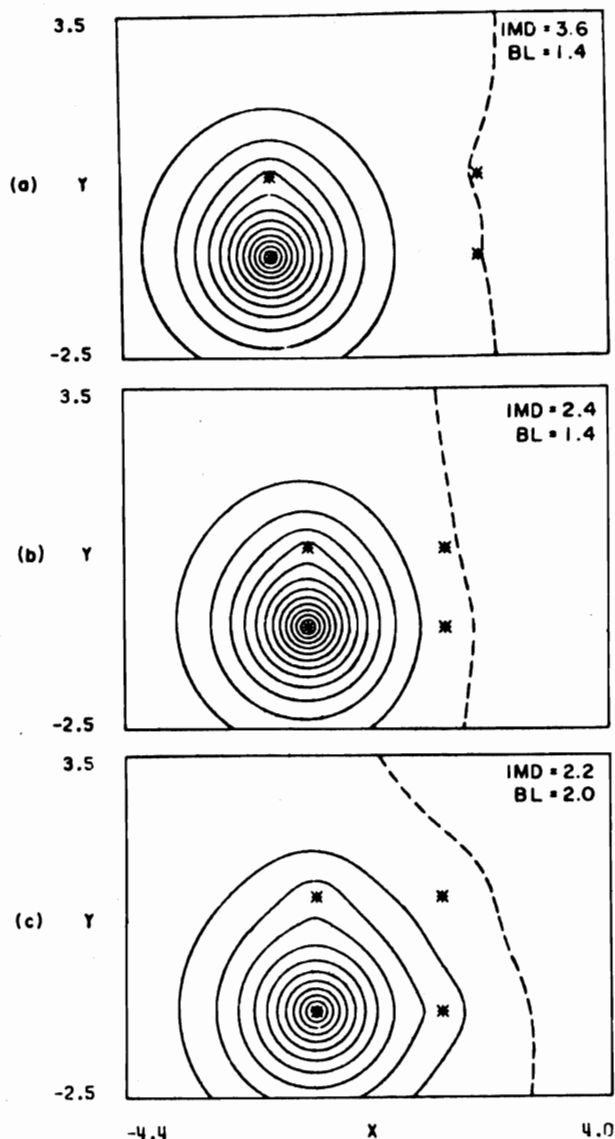 3.5
IMD = 3.6
BL = 1.4
(a) Y
-2.5
3.5
IMD = 2.4
BL = 1.4
(b) Y
-2.5
3.5
IMD = 2.2
BL = 2.0
(c) Y
-2.5
-4.4 X 4.0